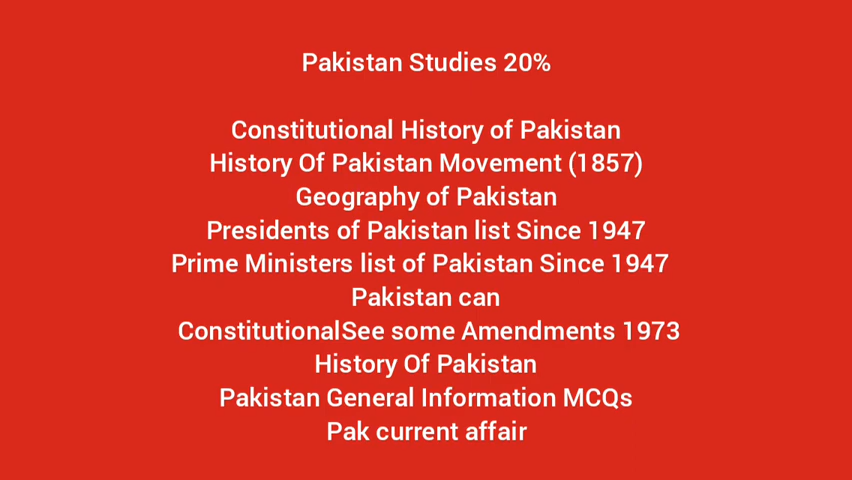 Pakistan Studies 20%
Constitutional History of Pakistan
History Of Pakistan Movement (1857)
Geography of Pakistan
Presidents of Pakistan list Since 1947
Prime Ministers list of Pakistan Since 1947
Pakistan can
ConstitutionalSee some Amendments 1973
History Of Pakistan
Pakistan General Information MCQs
Pak current affair